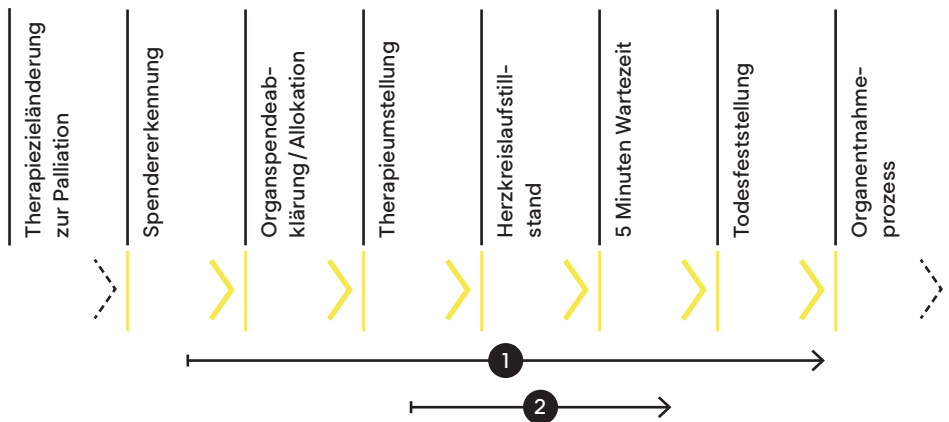 Therapiezieländerung
zur Palliation
Spendererkennung
Organspendeab-
klärung / Allokation
Therapieumstellung
Herzkreislaufstill-
stand
5 Minuten Wartezeit
Todesfeststellung
Organentnahme-
prozess
1
2